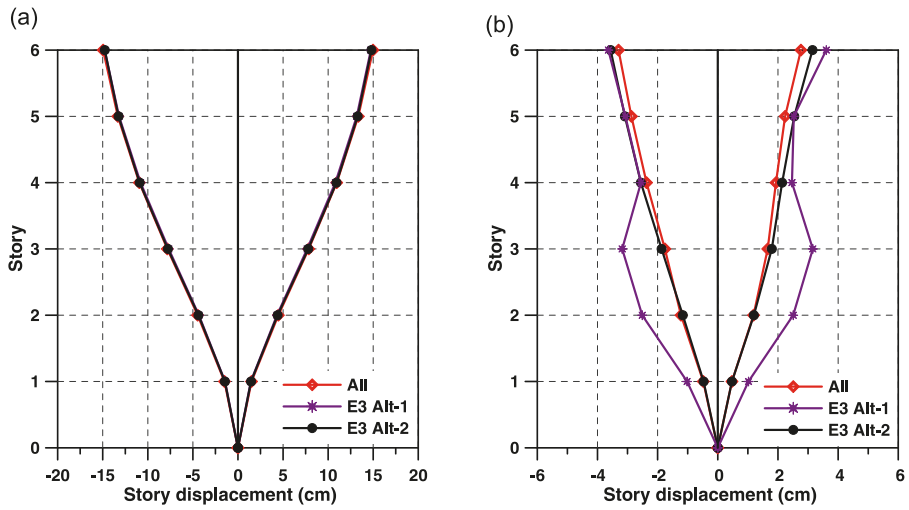 (a)
6
5
4
3
2
1
0
Story
All
E3 Alt-1
E3 Alt-2
-20 -15 -10 -5 0 5 10 15 20
Story displacement (cm)
(b)
6
5
4
3
2
1
0
Story
All
E3 Alt-1
E3 Alt-2
-6 -4 -2 0 2 4 6
Story displacement (cm)